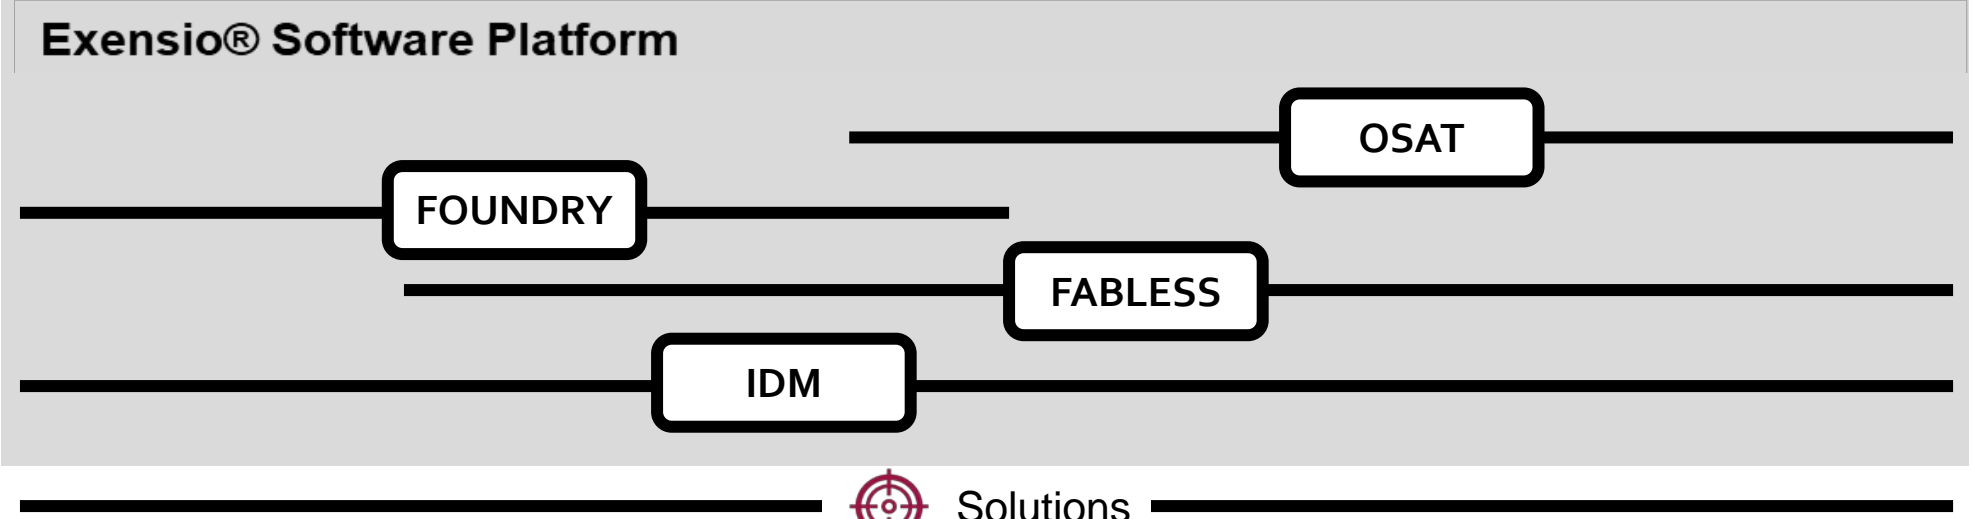 Exensio® Software Platform
OSAT
FOUNDRY
FABLESS
IDM
Solutions